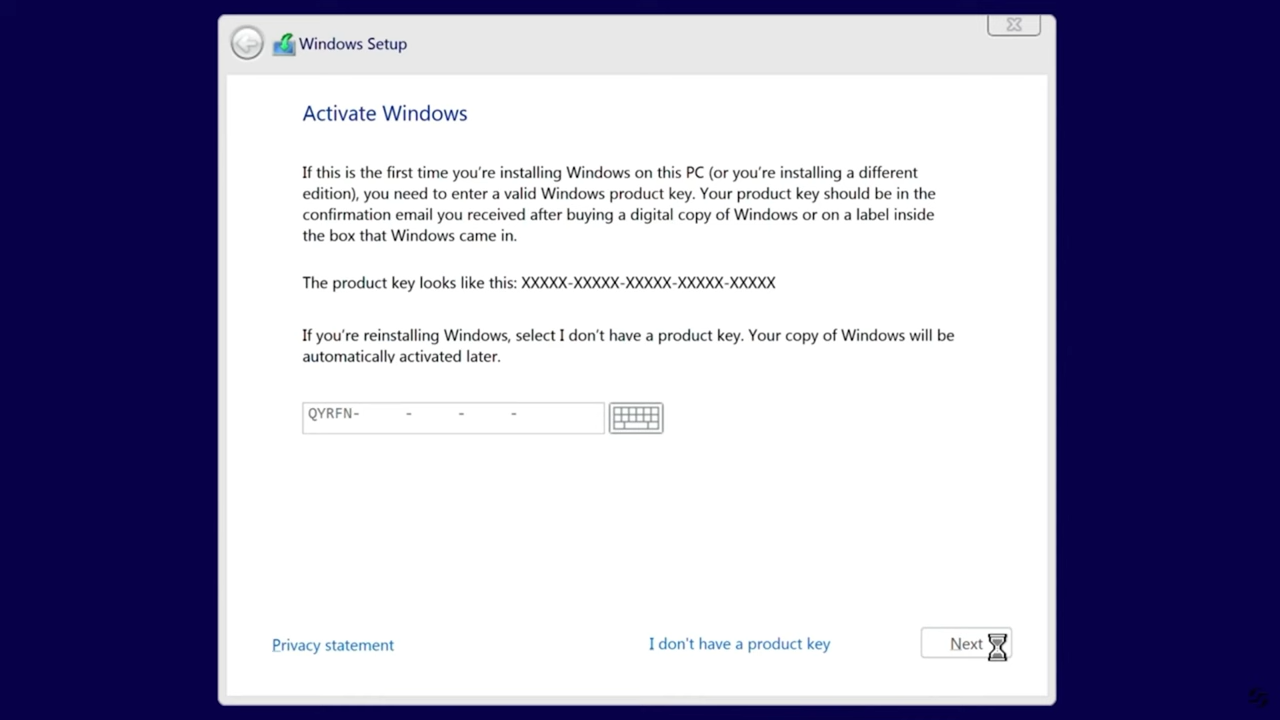 Windows Setup
Activate Windows
If this is the first time you're installing Windows on this PC (or you're installing a different
edition), you need to enter a valid Windows product key. Your product key should be in the
confirmation email you received after buying a digital copy of Windows or on a label inside
the box that Windows came in.
The product key looks like this: XXXXX-XXXXX-XXXXX-XXXXX-XXXXX
If you're reinstalling Windows, select I don't have a product key. Your copy of Windows will be
automatically activated later.
QYRFN-     -     -     -
Privacy statement
I don't have a product key
Next